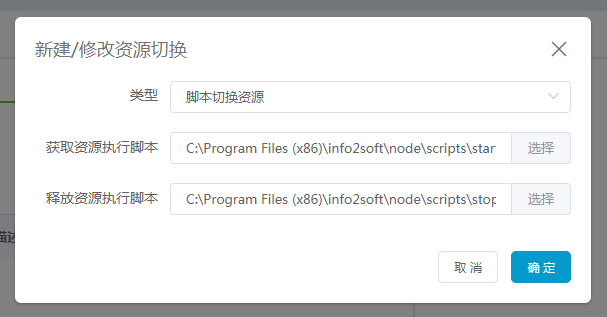 新建/修改资源切换
类型
脚本切换资源
获取资源执行脚本
C:\Program Files (x86)\info2soft\node\scripts\star
选择
释放资源执行脚本
C:\Program Files (x86)\info2soft\node\scripts\stop
选择
描述
取 消
确 定